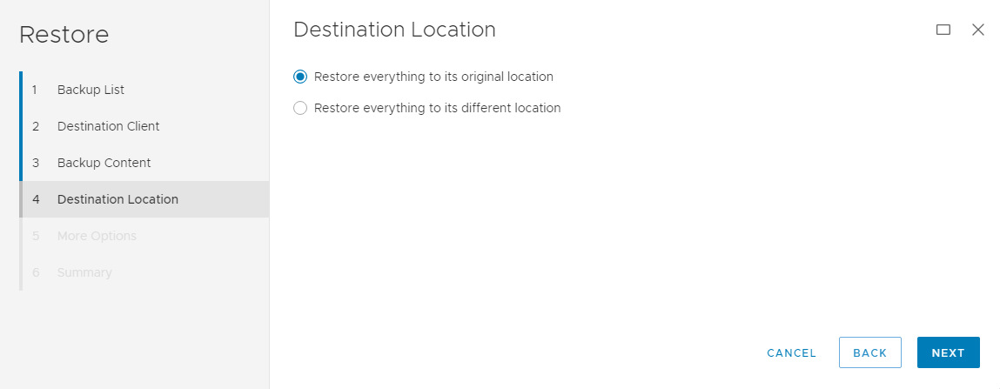 Restore
1 Backup List
2 Destination Client
3 Backup Content
4 Destination Location
5 More Options
6 Summary
Destination Location
Restore everything to its original location
Restore everything to its different location
CANCEL BACK NEXT